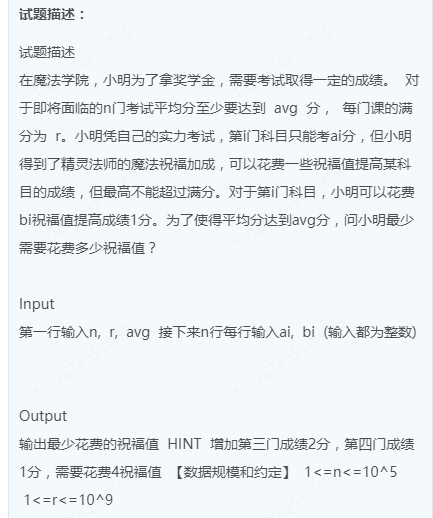 试题描述：
试题描述
在魔法学院，小明为了拿奖学金，需要考试取得一定的成绩。 对
于即将面临的n门考试平均分至少要达到 avg 分， 每门课的满
分为 r。小明凭自己的实力考试，第i门科目只能考ai分，但小明
得到了精灵法师的魔法祝福加成，可以花费一些祝福值提高某科
目的成绩，但最高不能超过满分。对于第i门科目，小明可以花费
bi祝福值提高成绩1分。为了使得平均分达到avg分，问小明最少
需要花费多少祝福值？
Input
第一行输入n, r, avg 接下来n行每行输入ai, bi (输入都为整数)
Output
输出最少花费的祝福值 HINT 增加第三门成绩2分，第四门成绩
1分，需要花费4祝福值 【数据规模和约定】 1<=n<=10^5
1<=r<=10^9